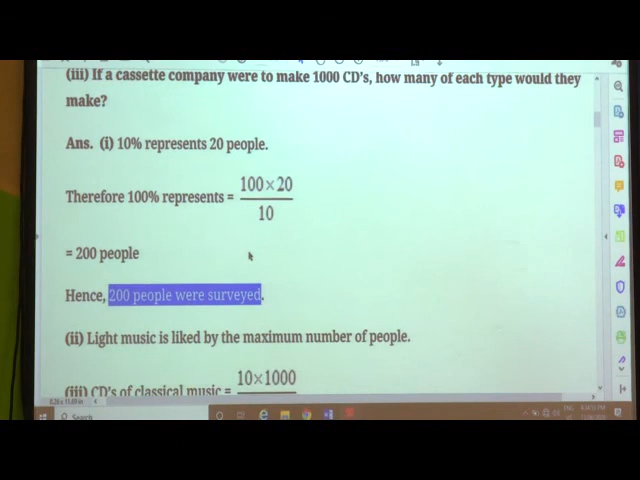 (iii) If a cassette company were to make 1000 CD's, how many of each type would they
make?
Ans. (i) 10% represents 20 people.
Therefore 100% represents = 100×20
10
= 200 people
Hence, 200 people were surveyed.
(ii) Light music is liked by the maximum number of people.
(iii) CD's of classical music = 10×1000
Search
ENG